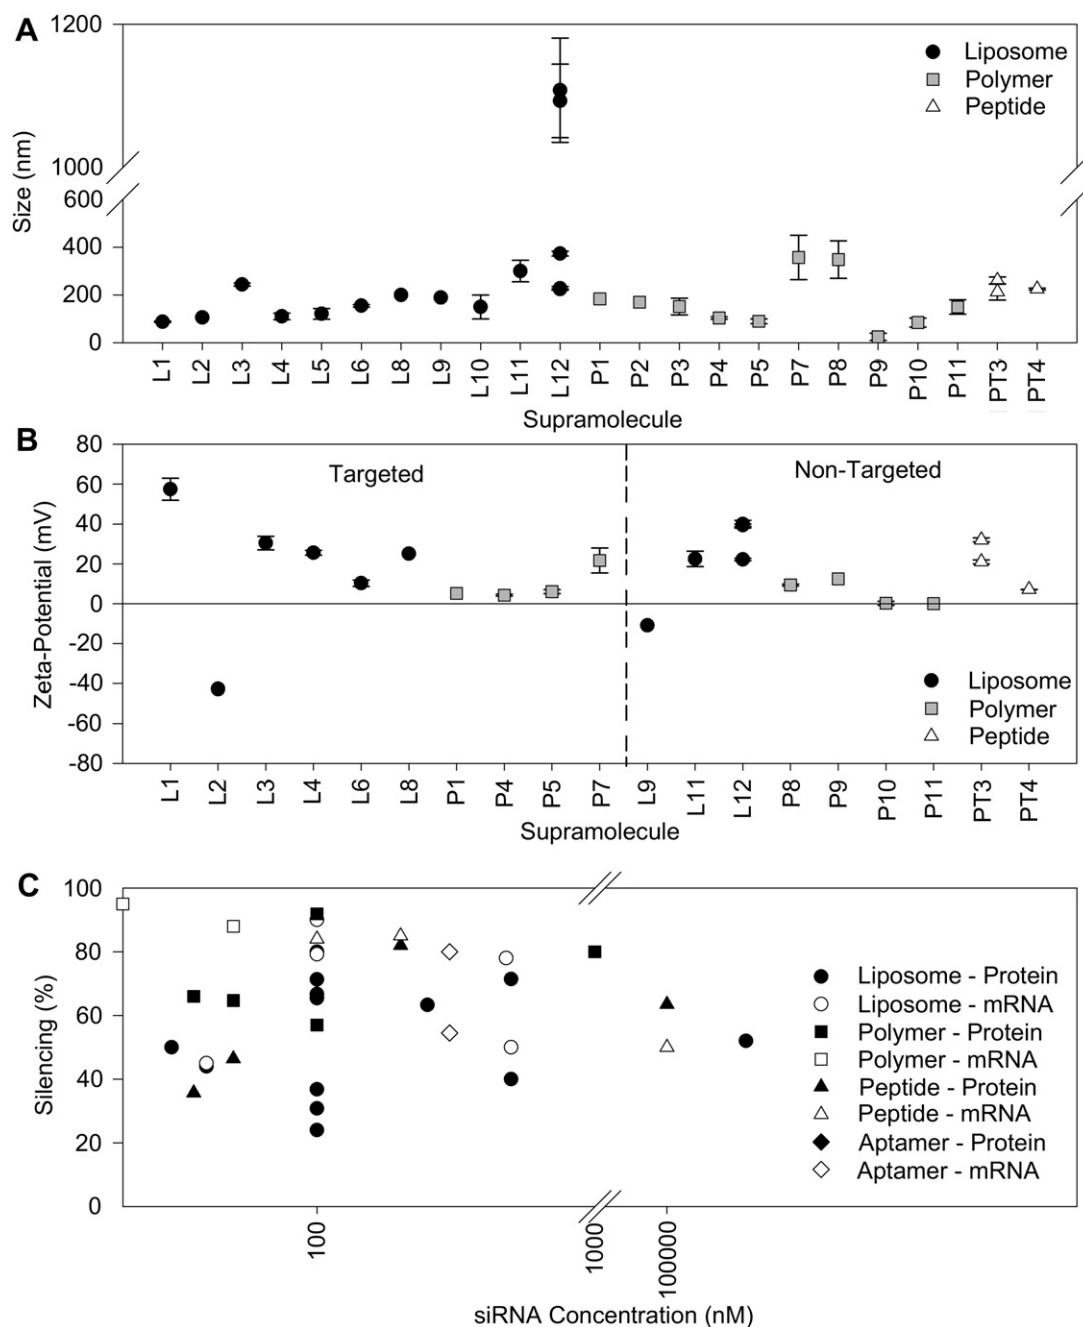 A
Size (nm)
1200
1000
600
400
200
0
Liposome
Polymer
Peptide
L1 L2 L3 L4 L5 L6 L8 L9 L10 L11 L12 P1 P2 P3 P4 P5 P7 P8 P9 P10 P11 PT3 PT4
Supramolecule
B
Zeta-Potential (mV)
80
60
40
20
0
-20
-40
-60
-80
Targeted
Non-Targeted
Liposome
Polymer
Peptide
L1 L2 L3 L4 L6 L8 P1 P4 P5 P7 L9 L11 L12 P8 P9 P10 P11 PT3 PT4
Supramolecule
C
Silencing (%)
100
80
60
40
20
0
Liposome - Protein
Liposome - mRNA
Polymer - Protein
Polymer - mRNA
Peptide - Protein
Peptide - mRNA
Aptamer - Protein
Aptamer - mRNA
100 1000 100000
siRNA Concentration (nM)